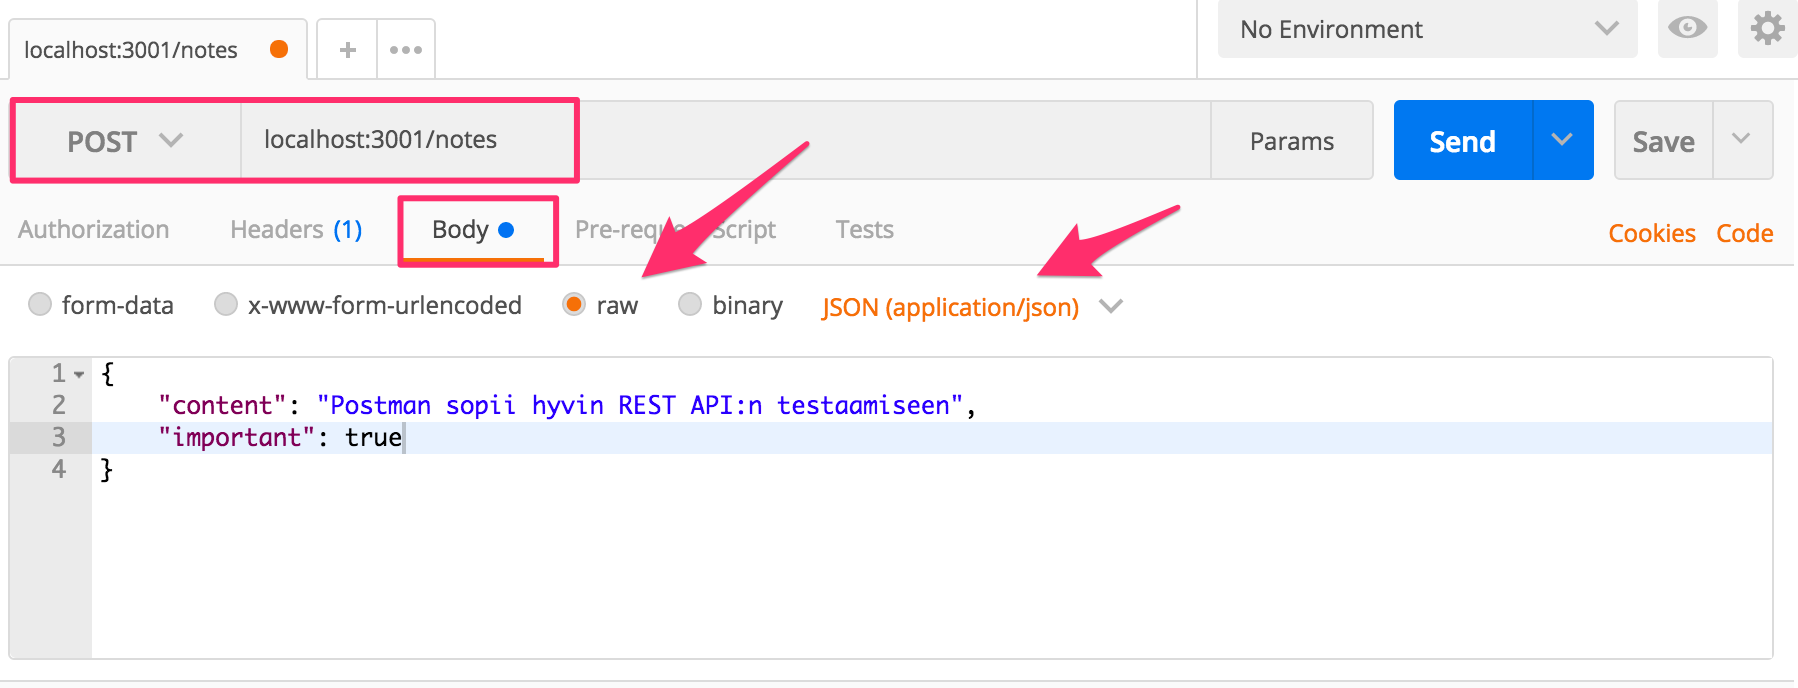 localhost:3001/notes
No Environment
POST localhost:3001/notes Params Send Save
Authorization Headers (1) Body Pre-requ Script Tests Cookies Code
form-data x-www-form-urlencoded raw binary JSON (application/json)
1 {
2 "content": "Postman sopii hyvin REST API:n testaamiseen",
3 "important": true
4 }